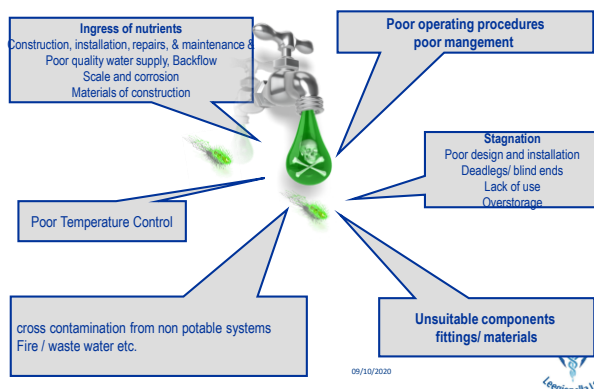 Ingress of nutrients
Construction, installation, repairs, & maintenance &
Poor quality water supply, Backflow
Scale and corrosion
Materials of construction
Poor operating procedures
poor mangement
Stagnation
Poor design and installation
Deadlegs/ blind ends
Lack of use
Overstorage
Poor Temperature Control
cross contamination from non potable systems
Fire / waste water etc.
Unsuitable components
fittings/ materials
09/10/2020